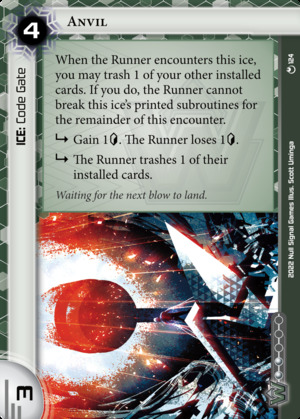 4
Anvil
ICE: Code Gate
When the Runner encounters this ice,
you may trash 1 of your other installed
cards. If you do, the Runner cannot
break this ice’s printed subroutines for
the remainder of this encounter.
Gain 1. The Runner loses 1.
The Runner trashes 1 of their
installed cards.
Waiting for the next blow to land.
124
2022 Null Signal Games Illus. Scott Uminga
3